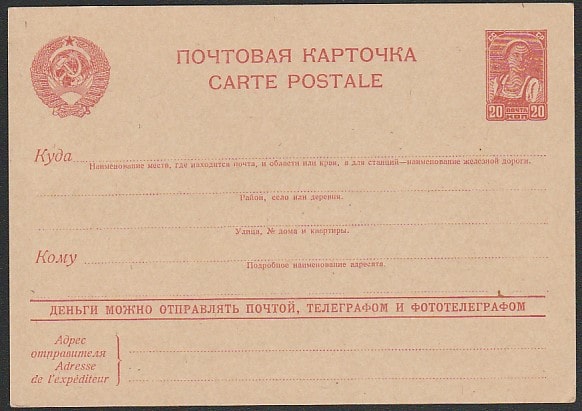 ПОЧТОВАЯ КАРТОЧКА
CARTE POSTALE
20 ПОЧТА 20
КОП
Куда
Наименование места, где находится почта, и области или края, а для станций—наименование железной дороги.
Район, село или деревня.
Улица, № дома и квартиры.
Кому
Подробное наименование адресата.
ДЕНЬГИ МОЖНО ОТПРАВЛЯТЬ ПОЧТОЙ, ТЕЛЕГРАФОМ И ФОТОТЕЛЕГРАФОМ
Адрес
отправителя
Adresse
de l'expéditeur